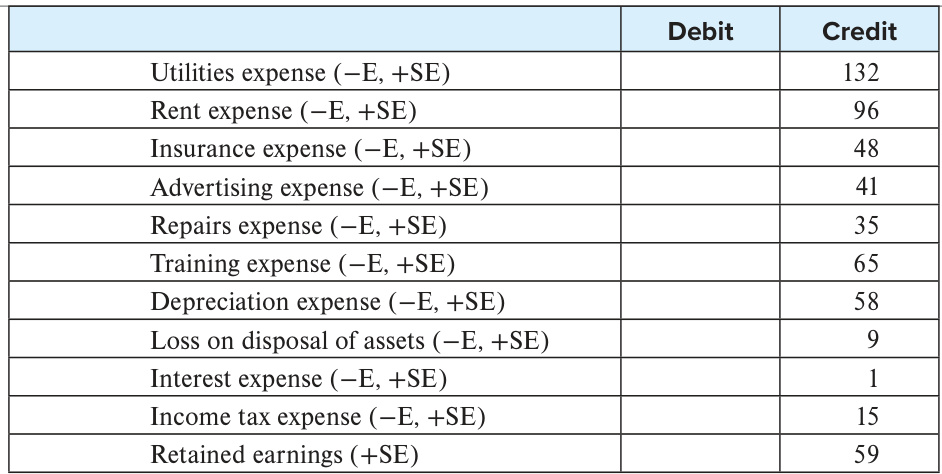 Debit Credit
Utilities expense (−E, +SE) 132
Rent expense (−E, +SE) 96
Insurance expense (−E, +SE) 48
Advertising expense (−E, +SE) 41
Repairs expense (−E, +SE) 35
Training expense (−E, +SE) 65
Depreciation expense (−E, +SE) 58
Loss on disposal of assets (−E, +SE) 9
Interest expense (−E, +SE) 1
Income tax expense (−E, +SE) 15
Retained earnings (+SE) 59